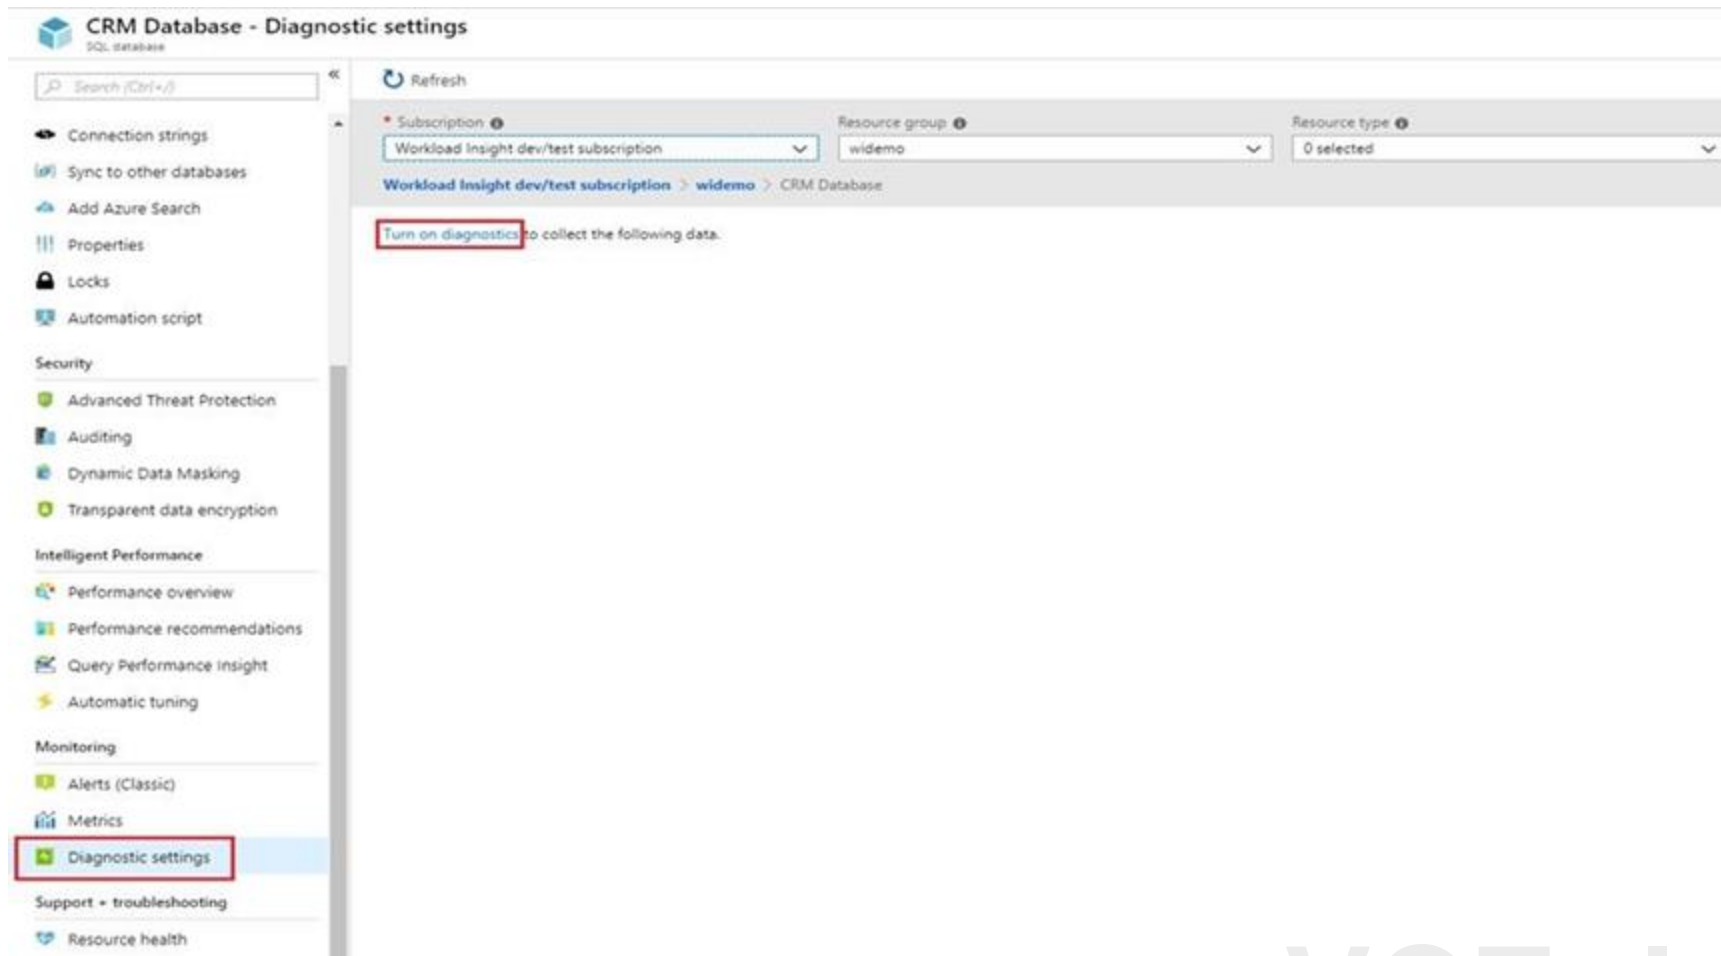 CRM Database - Diagnostic settings
SQL database
Search (Ctrl+/)
«
Connection strings
Sync to other databases
Add Azure Search
Properties
Locks
Automation script
Security
Advanced Threat Protection
Auditing
Dynamic Data Masking
Transparent data encryption
Intelligent Performance
Performance overview
Performance recommendations
Query Performance Insight
Automatic tuning
Monitoring
Alerts (Classic)
Metrics
Diagnostic settings
Support + troubleshooting
Resource health
Refresh
* Subscription
Workload Insight dev/test subscription
Resource group
widemo
Resource type
0 selected
Workload Insight dev/test subscription > widemo > CRM Database
Turn on diagnostics to collect the following data.